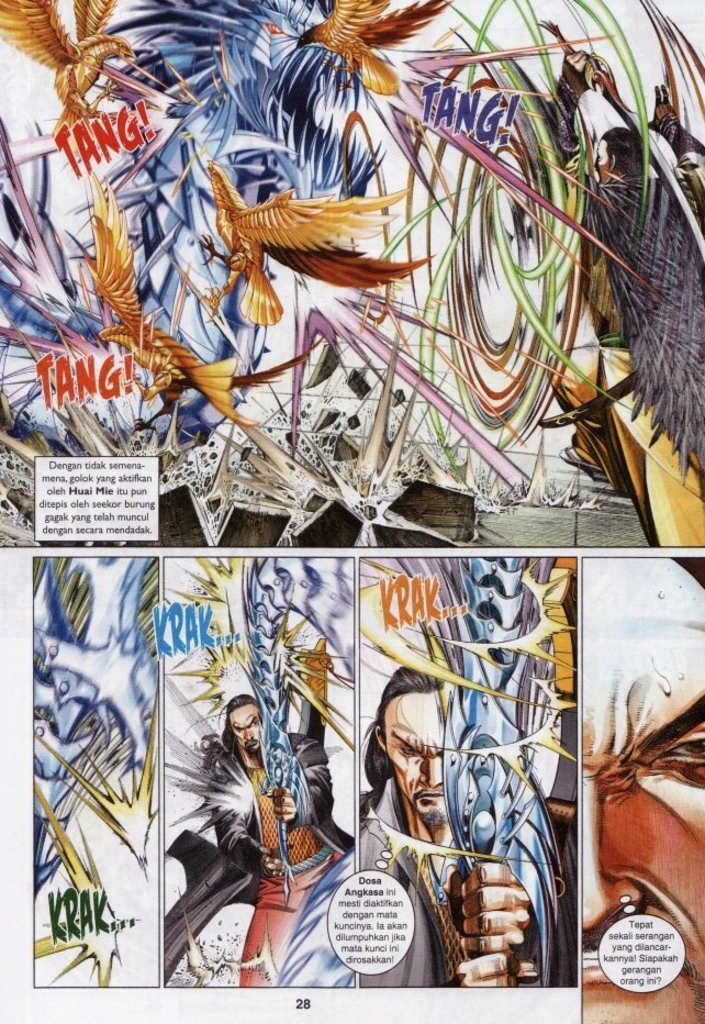 TANG!
TANG!
TANG!
Dengan tidak semena-
mena, golok yang aktifkan
oleh Huai Mie itu pun
ditepis oleh seekor burung
gagak yang telah muncul
dengan secara mendadak.
KRAK...
KRAK...
KRAK...
Dosa
Angkasa ini
mesti diaktifkan
dengan mata
kuncinya. Ia akan
dilumpuhkan jika
mata kunci ini
dirosakkan!
Tepat
sekali serangan
yang dilancar-
kannya! Siapakah
gerangan
orang ini?
28